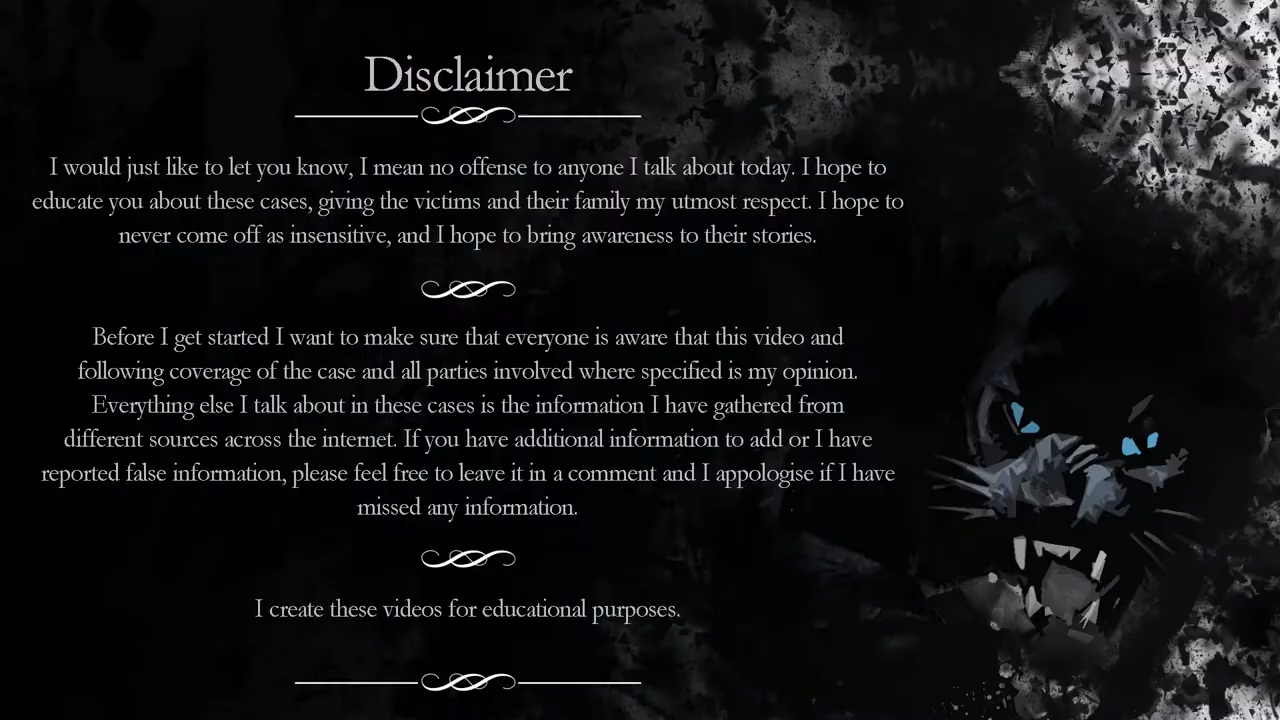 Disclaimer
I would just like to let you know, I mean no offense to anyone I talk about today. I hope to
educate you about these cases, giving the victims and their family my utmost respect. I hope to
never come off as insensitive, and I hope to bring awareness to their stories.
Before I get started I want to make sure that everyone is aware that this video and
following coverage of the case and all parties involved where specified is my opinion.
Everything else I talk about in these cases is the information I have gathered from
different sources across the internet. If you have additional information to add or I have
reported false information, please feel free to leave it in a comment and I appologise if I have
missed any information.
I create these videos for educational purposes.